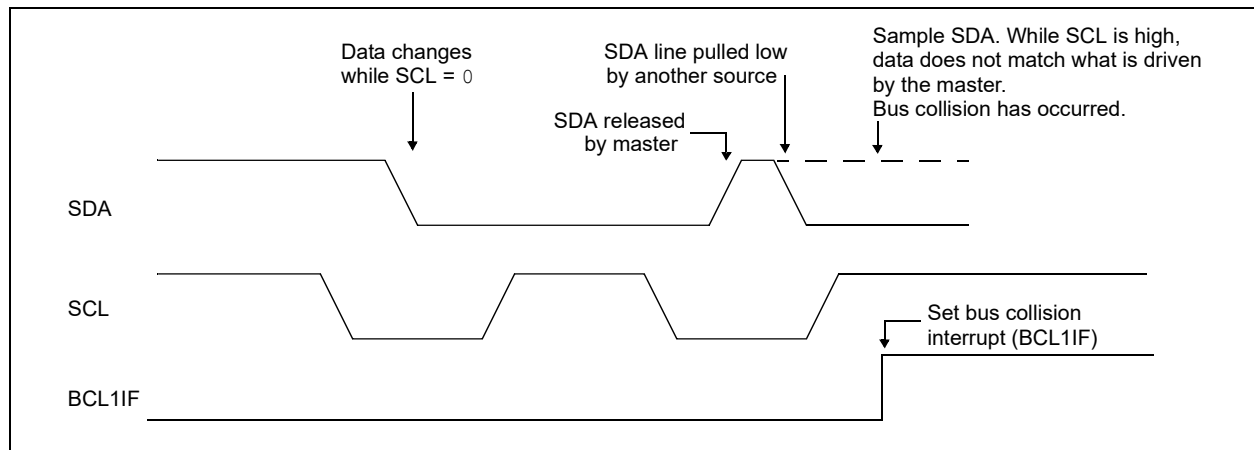 Data changes
while SCL = 0
SDA line pulled low
by another source
SDA released
by master
Sample SDA. While SCL is high,
data does not match what is driven
by the master.
Bus collision has occurred.
SDA
SCL
Set bus collision
interrupt (BCL1IF)
BCL1IF